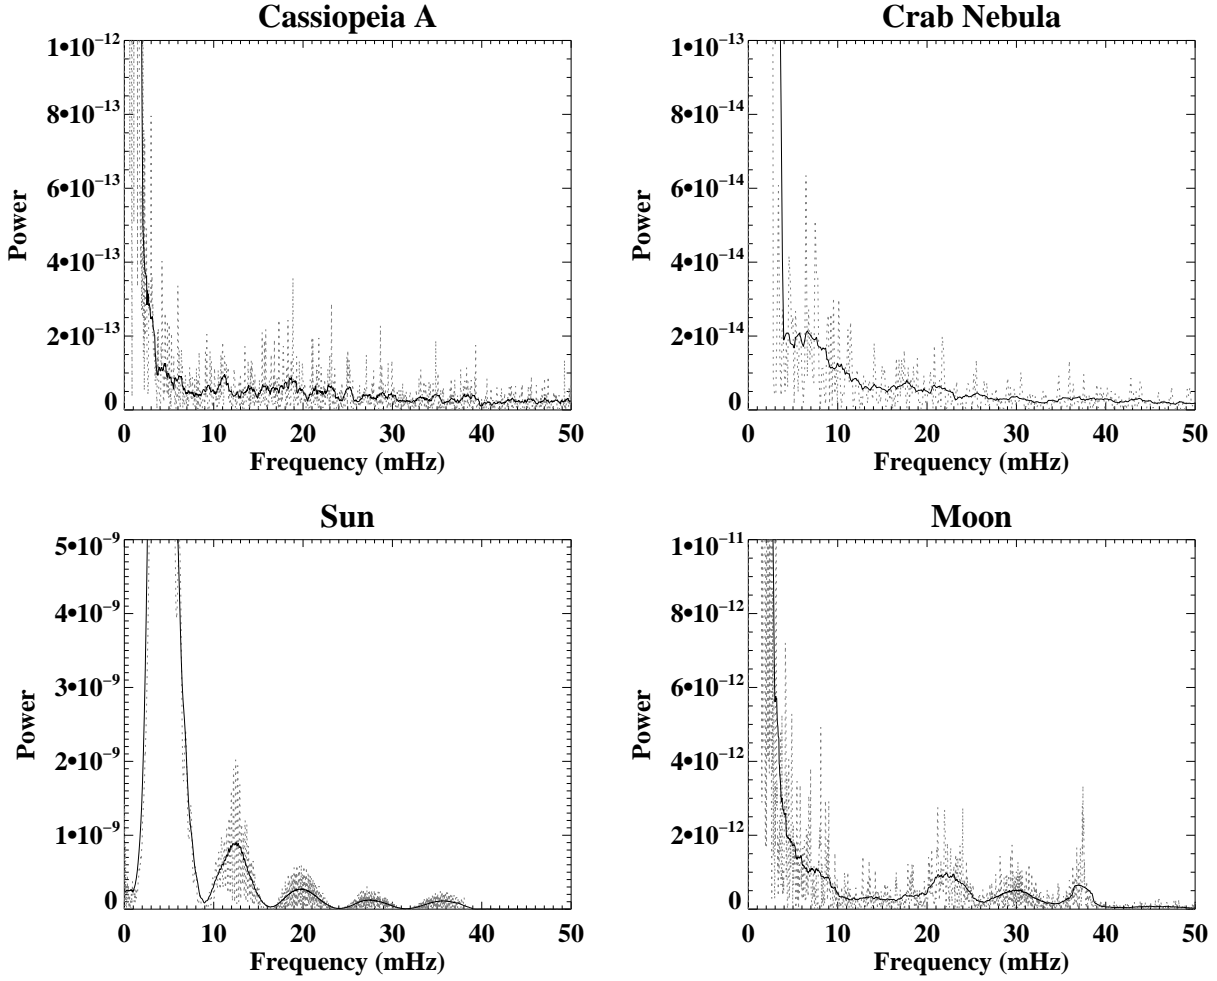 Cassiopeia A
1•10⁻¹²
8•10⁻¹³
6•10⁻¹³
4•10⁻¹³
2•10⁻¹³
0
Power
0 10 20 30 40 50
Frequency (mHz)
Crab Nebula
1•10⁻¹³
8•10⁻¹⁴
6•10⁻¹⁴
4•10⁻¹⁴
2•10⁻¹⁴
0
Power
0 10 20 30 40 50
Frequency (mHz)
Sun
5•10⁻⁹
4•10⁻⁹
3•10⁻⁹
2•10⁻⁹
1•10⁻⁹
0
Power
0 10 20 30 40 50
Frequency (mHz)
Moon
1•10⁻¹¹
8•10⁻¹²
6•10⁻¹²
4•10⁻¹²
2•10⁻¹²
0
Power
0 10 20 30 40 50
Frequency (mHz)